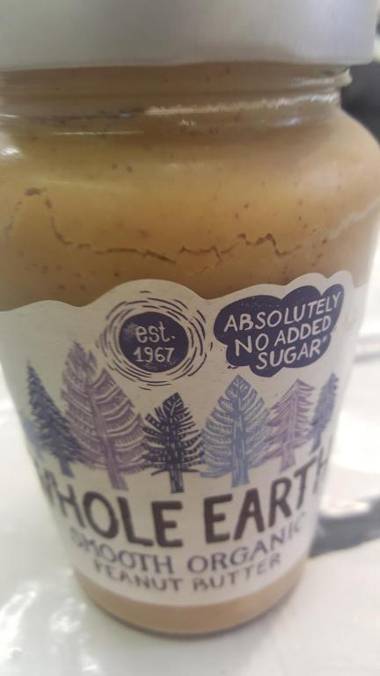 est.
1967
ABSOLUTELY
NO ADDED
SUGAR*
WHOLE EARTH
SMOOTH ORGANIC
PEANUT BUTTER